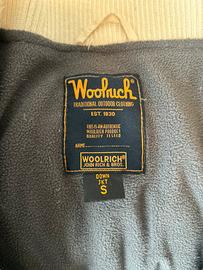 Woolrich
TRADITIONAL OUTDOOR CLOTHING
EST. 1830
THIS IS AN AUTHENTIC
WOOLRICH PRODUCT
QUALITY TESTED
NAME
WOOLRICH®
JOHN RICH & BROS.
DOWN
JKT
S